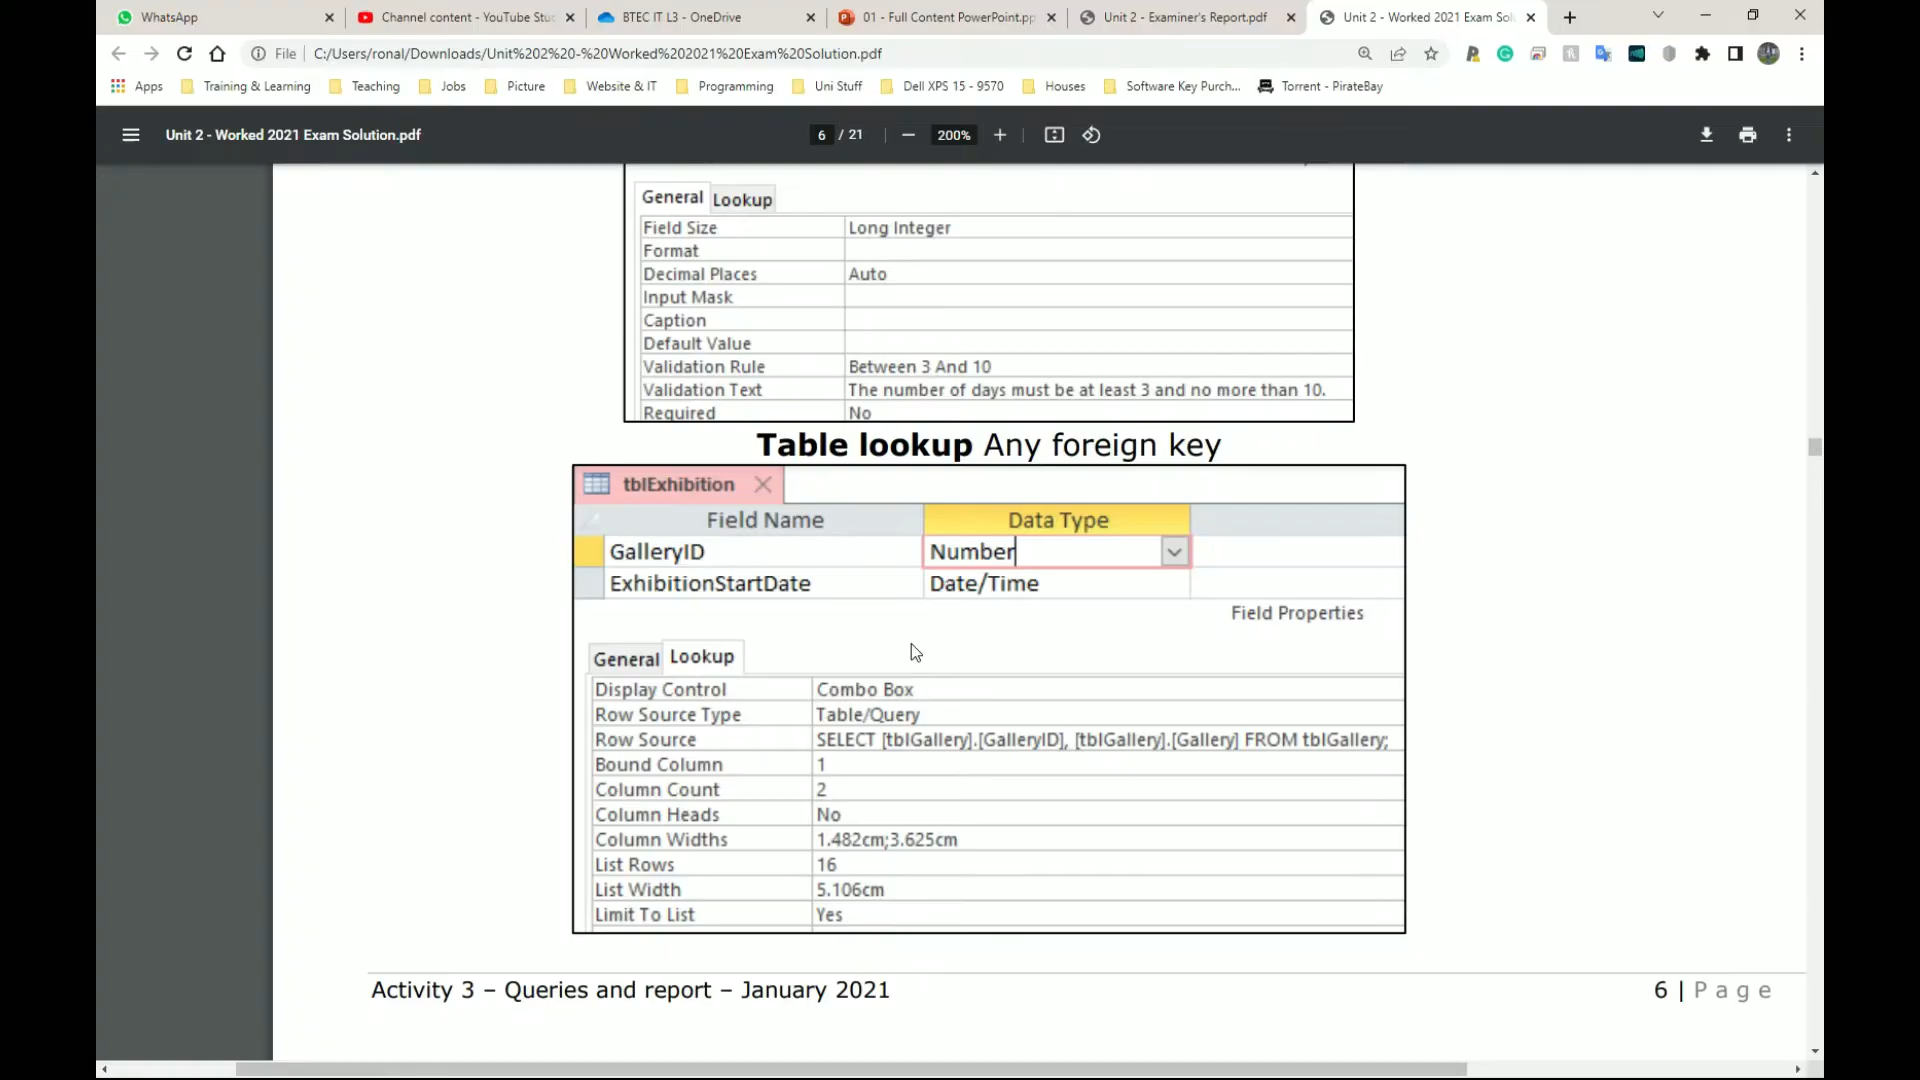 WhatsApp
Channel content - YouTube Stu
BTEC IT L3 - OneDrive
01 - Full Content PowerPoint.pp
Unit 2 - Examiner's Report.pdf
Unit 2 - Worked 2021 Exam Sol
File
C:/Users/ronal/Downloads/Unit%202%20-%20Worked%202021%20Exam%20Solution.pdf
Apps
Training & Learning
Teaching
Jobs
Picture
Website & IT
Programming
Uni Stuff
Dell XPS 15 - 9570
Houses
Software Key Purch...
Torrent - PirateBay
Unit 2 - Worked 2021 Exam Solution.pdf
6 / 21
200%
General Lookup
Field Size Long Integer
Format
Decimal Places Auto
Input Mask
Caption
Default Value
Validation Rule Between 3 And 10
Validation Text The number of days must be at least 3 and no more than 10.
Required No
Table lookup Any foreign key
tblExhibition
Field Name Data Type
GalleryID Number
ExhibitionStartDate Date/Time
Field Properties
General Lookup
Display Control Combo Box
Row Source Type Table/Query
Row Source SELECT [tblGallery].[GalleryID], [tblGallery].[Gallery] FROM tblGallery;
Bound Column 1
Column Count 2
Column Heads No
Column Widths 1.482cm;3.625cm
List Rows 16
List Width 5.106cm
Limit To List Yes
Activity 3 – Queries and report – January 2021
6 | Page